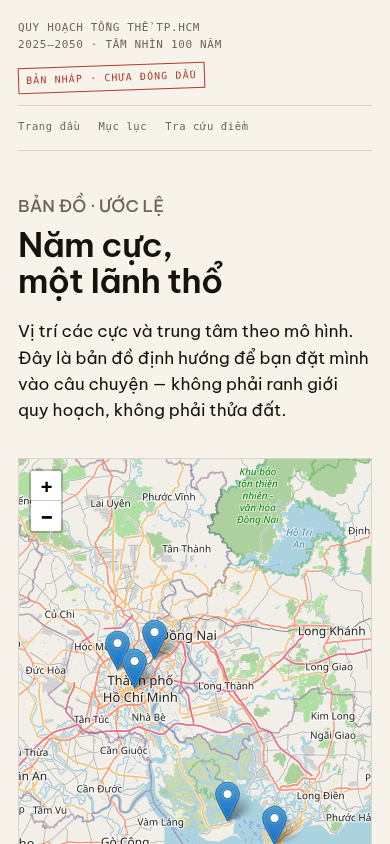 QUY HOẠCH TỔNG THỂ TP.HCM
2025—2050 · TẦM NHÌN 100 NĂM
BẢN NHÁP · CHƯA ĐÓNG DẤU
Trang đầu Mục lục Tra cứu điểm
BẢN ĐỒ · ƯỚC LỆ
Năm cực,
một lãnh thổ
Vị trí các cực và trung tâm theo mô hình.
Đây là bản đồ định hướng để bạn đặt mình
vào câu chuyện — không phải ranh giới
quy hoạch, không phải thửa đất.
+
−
Khu bảo
tồn thiên
nhiên -
văn hóa
Đồng Nai
Phước Vĩnh
Lai Uyên
Hồ Trị
An
Định
Tân Thành
Củ Chi
Đồng Nai
Long Khánh
Hóc M
Đức Hòa
Long Giao
Thành phố
Hồ Chí Minh
Long Thành
Tân Túc
Nhà Bè
Kim Long
Ngãi Giao
Cần Giuộc
Thừa
Cần Đước
Long Điền
Tầm Vu
Vàm Láng
Phước Hả
Gò Công